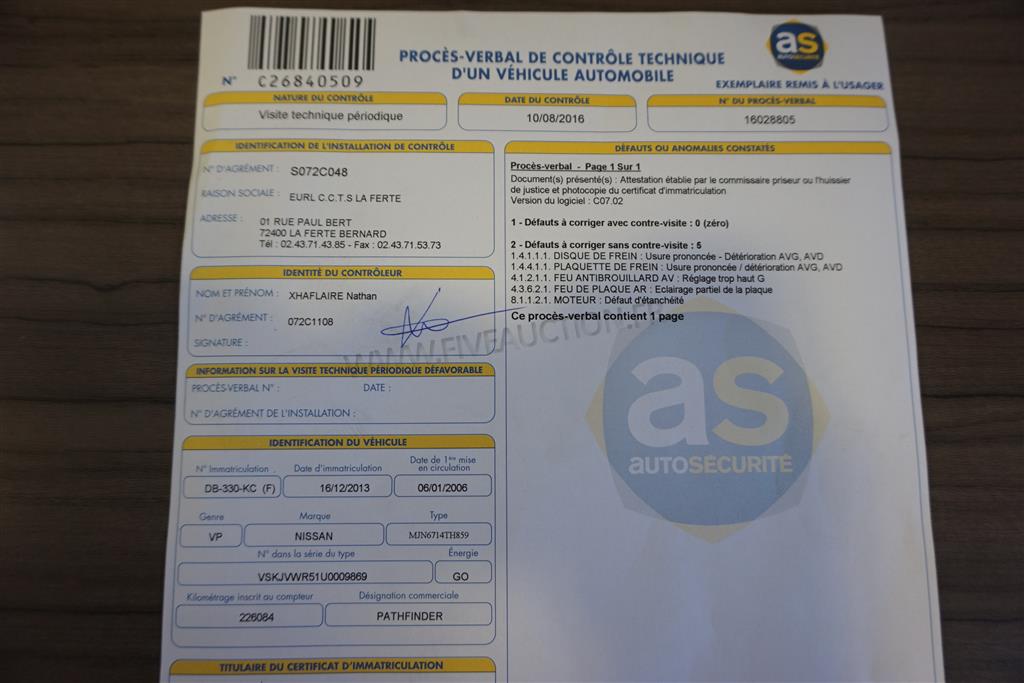 PROCÈS-VERBAL DE CONTRÔLE TECHNIQUE
D'UN VÉHICULE AUTOMOBILE
as
AUTOSÉCURITÉ
N° C26840509
EXEMPLAIRE REMIS À L'USAGER
NATURE DU CONTRÔLE
Visite technique périodique
DATE DU CONTRÔLE
10/08/2016
N° DU PROCÈS-VERBAL
16028805
IDENTIFICATION DE L'INSTALLATION DE CONTRÔLE
N° D'AGRÉMENT : S072C048
RAISON SOCIALE : EURL C.C.T.S LA FERTE
ADRESSE : 01 RUE PAUL BERT
72400 LA FERTE BERNARD
Tél : 02.43.71.43.85 - Fax : 02.43.71.53.73
IDENTITÉ DU CONTRÔLEUR
NOM ET PRÉNOM : XHAFLAIRE Nathan
N° D'AGRÉMENT : 072C1108
SIGNATURE :
INFORMATION SUR LA VISITE TECHNIQUE PÉRIODIQUE DÉFAVORABLE
PROCÈS-VERBAL N° : DATE :
N° D'AGRÉMENT DE L'INSTALLATION :
IDENTIFICATION DU VÉHICULE
N° Immatriculation Date d'immatriculation Date de 1ère mise
en circulation
DB-330-KC (F) 16/12/2013 06/01/2006
Genre Marque Type
VP NISSAN MJN6714TH859
N° dans la série du type Énergie
VSKJVWR51U0009869 GO
Kilométrage inscrit au compteur Désignation commerciale
226084 PATHFINDER
TITULAIRE DU CERTIFICAT D'IMMATRICULATION
DÉFAUTS OU ANOMALIES CONSTATÉS
Procès-verbal - Page 1 Sur 1
Document(s) présenté(s) : Attestation établie par le commissaire priseur ou l'huissier
de justice et photocopie du certificat d'immatriculation
Version du logiciel : C07.02
1 - Défauts à corriger avec contre-visite : 0 (zéro)
2 - Défauts à corriger sans contre-visite : 5
1.4.1.1.1. DISQUE DE FREIN : Usure prononcée - Détérioration AVG, AVD
1.4.4.1.1. PLAQUETTE DE FREIN : Usure prononcée / détérioration AVG, AVD
4.1.2.1.1. FEU ANTIBROUILLARD AV : Réglage trop haut G
4.3.6.2.1. FEU DE PLAQUE AR : Eclairage partiel de la plaque
8.1.1.2.1. MOTEUR : Défaut d'étanchéité
Ce procès-verbal contient 1 page
WWW.FIVEAUCTION.FR
as
AUTOSÉCURITÉ